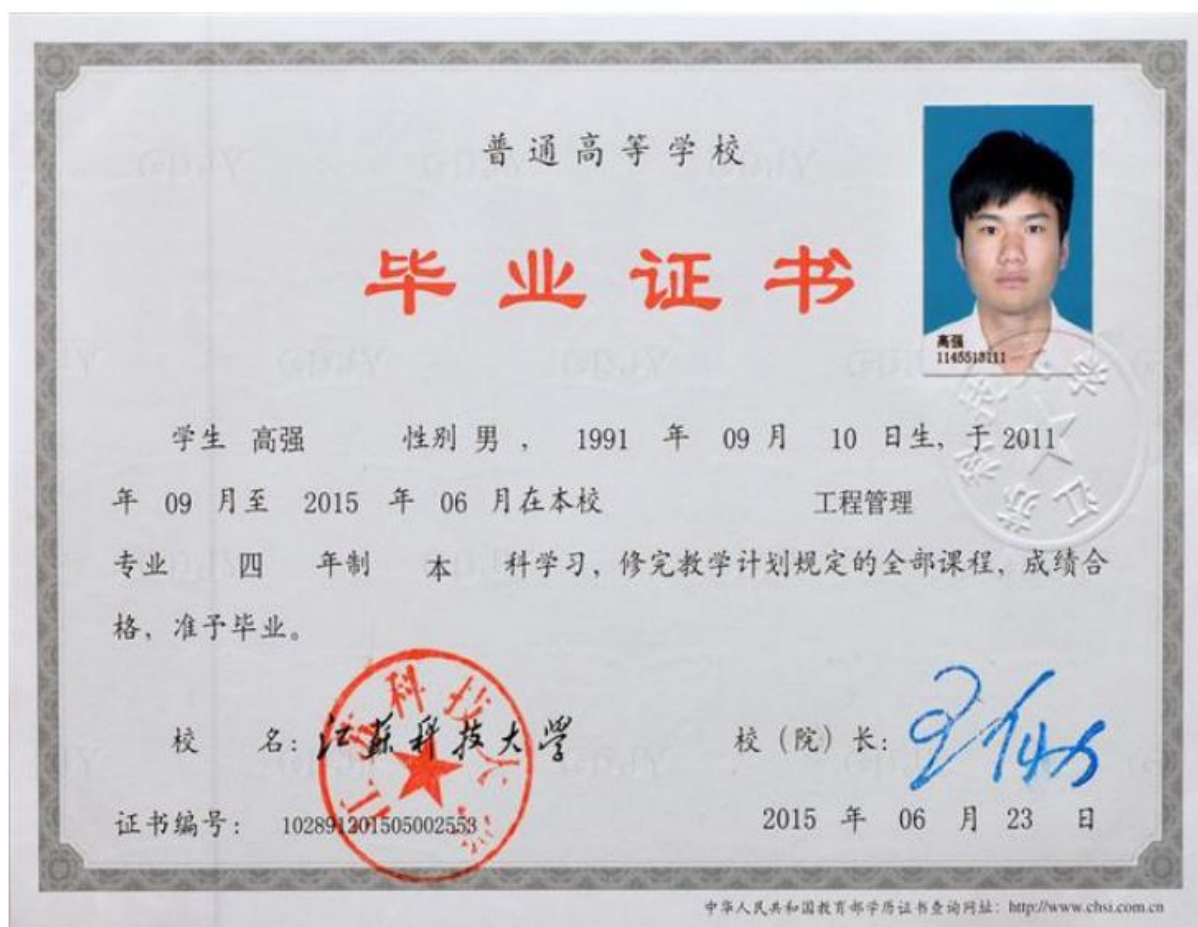 普通高等学校
毕业证书
高强
1145513111
学生 高强 性别 男 , 1991 年 09 月 10 日生, 于 2011
年 09 月至 2015 年 06 月在本校 工程管理
专业 四 年制 本 科学习, 修完教学计划规定的全部课程, 成绩合
格, 准予毕业。
校 名: 江苏科技大学
校 (院) 长:
证书编号: 102891201505002553
2015 年 06 月 23 日
中华人民共和国教育部学历证书查询网址: http://www.chsi.com.cn